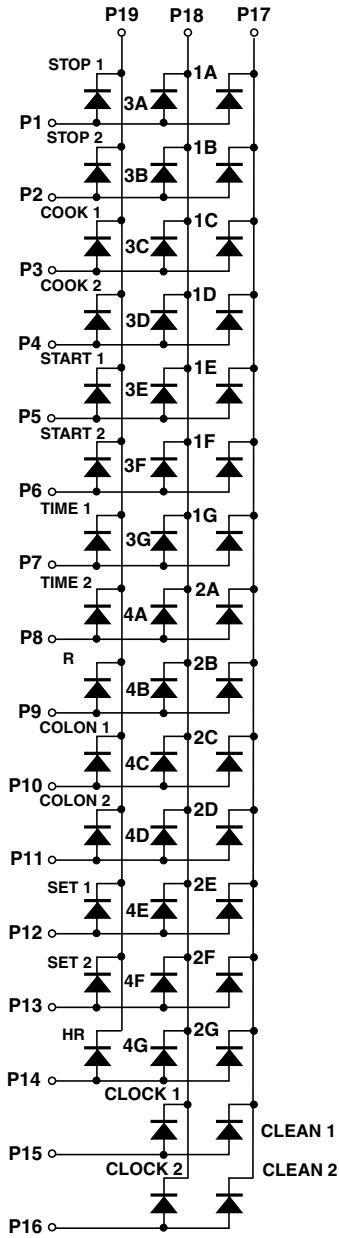 P19 P18 P17
STOP 1 1A
3A
P1
STOP 2 1B
3B
P2
COOK 1 1C
3C
P3
COOK 2 1D
3D
P4
START 1 1E
3E
P5
START 2 1F
3F
P6
TIME 1 1G
3G
P7
TIME 2 2A
4A
P8
R 2B
4B
P9
COLON 1 2C
4C
P10
COLON 2 2D
4D
P11
SET 1 2E
4E
P12
SET 2 2F
4F
P13
HR 2G
4G
P14
CLOCK 1
CLEAN 1
P15
CLOCK 2 CLEAN 2
P16